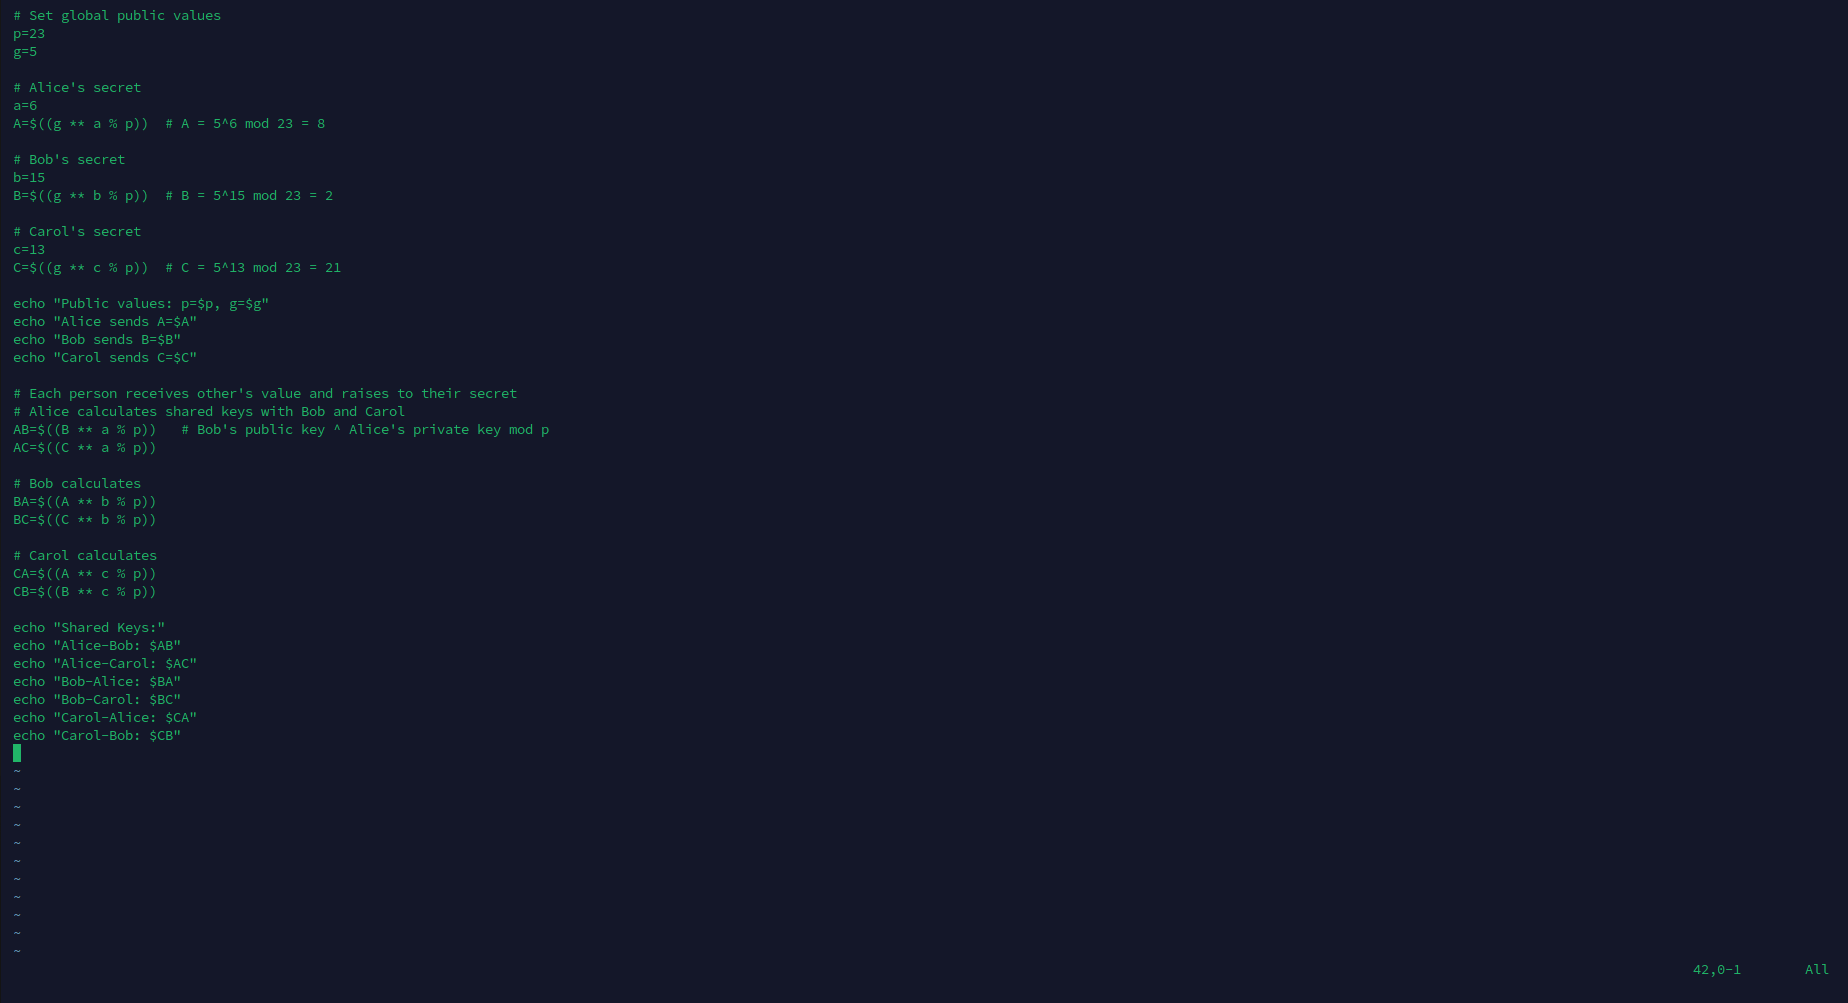 # Set global public values
p=23
g=5

# Alice's secret
a=6
A=$((g ** a % p))  # A = 5^6 mod 23 = 8

# Bob's secret
b=15
B=$((g ** b % p))  # B = 5^15 mod 23 = 2

# Carol's secret
c=13
C=$((g ** c % p))  # C = 5^13 mod 23 = 21

echo "Public values: p=$p, g=$g"
echo "Alice sends A=$A"
echo "Bob sends B=$B"
echo "Carol sends C=$C"

# Each person receives other's value and raises to their secret
# Alice calculates shared keys with Bob and Carol
AB=$((B ** a % p))   # Bob's public key ^ Alice's private key mod p
AC=$((C ** a % p))

# Bob calculates
BA=$((A ** b % p))
BC=$((C ** b % p))

# Carol calculates
CA=$((A ** c % p))
CB=$((B ** c % p))

echo "Shared Keys:"
echo "Alice-Bob: $AB"
echo "Alice-Carol: $AC"
echo "Bob-Alice: $BA"
echo "Bob-Carol: $BC"
echo "Carol-Alice: $CA"
echo "Carol-Bob: $CB"

~
~
~
~
~
~
~
~
~
~
~
42,0-1        All